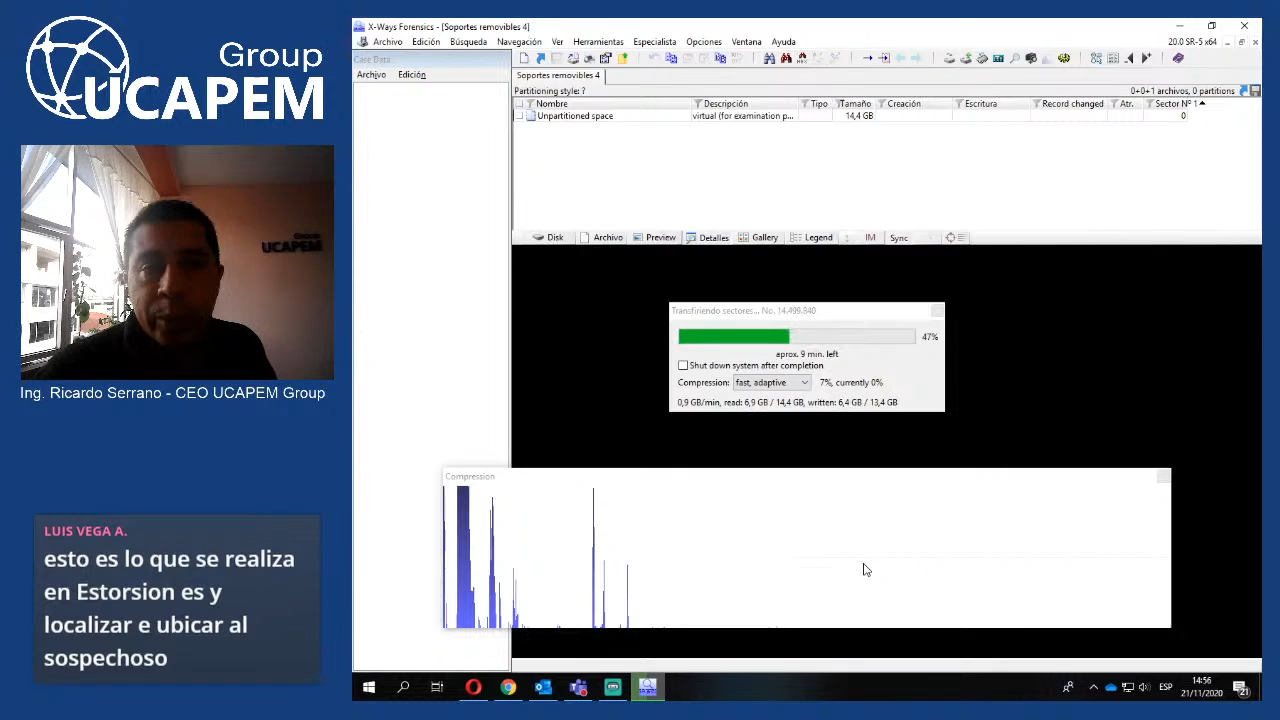 Group
UCAPEM
Group
UCAPEM
Ing. Ricardo Serrano - CEO UCAPEM Group
LUIS VEGA A.
esto es lo que se realiza
en Estorsion es y
localizar e ubicar al
sospechoso
X-Ways Forensics - [Soportes removibles 4]
Archivo Edición Búsqueda Navegación Ver Herramientas Especialista Opciones Ventana Ayuda
20.0 SR-5 x64
Case Data
Archivo Edición
Soportes removibles 4
Partitioning style: ?
0+0+1 archivos, 0 partitions
Nombre Descripción Tipo Tamaño Creación Escritura Record changed Atr. Sector Nº 1
Unpartitioned space virtual (for examination p... 14,4 GB 0
Disk Archivo Preview Detalles Gallery Legend IM Sync
Transfiriendo sectores... No. 14.499.840
47%
aprox. 9 min. left
Shut down system after completion
Compression: fast, adaptive 7%, currently 0%
0,9 GB/min, read: 6,9 GB / 14,4 GB, written: 6,4 GB / 13,4 GB
Compression
ESP
14:56
21/11/2020
21